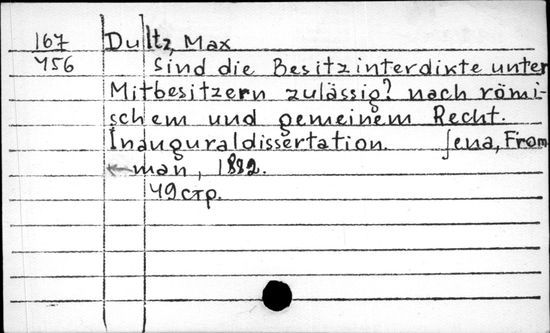 167 Dultz, Max
456 Sind die Besitzinterdikte unter
Mitbesitzern zulässig? nach römi-
schem und gemeinem Recht.
Inauguraldissertation. Jena, From-
man, 1882.
49 стр.